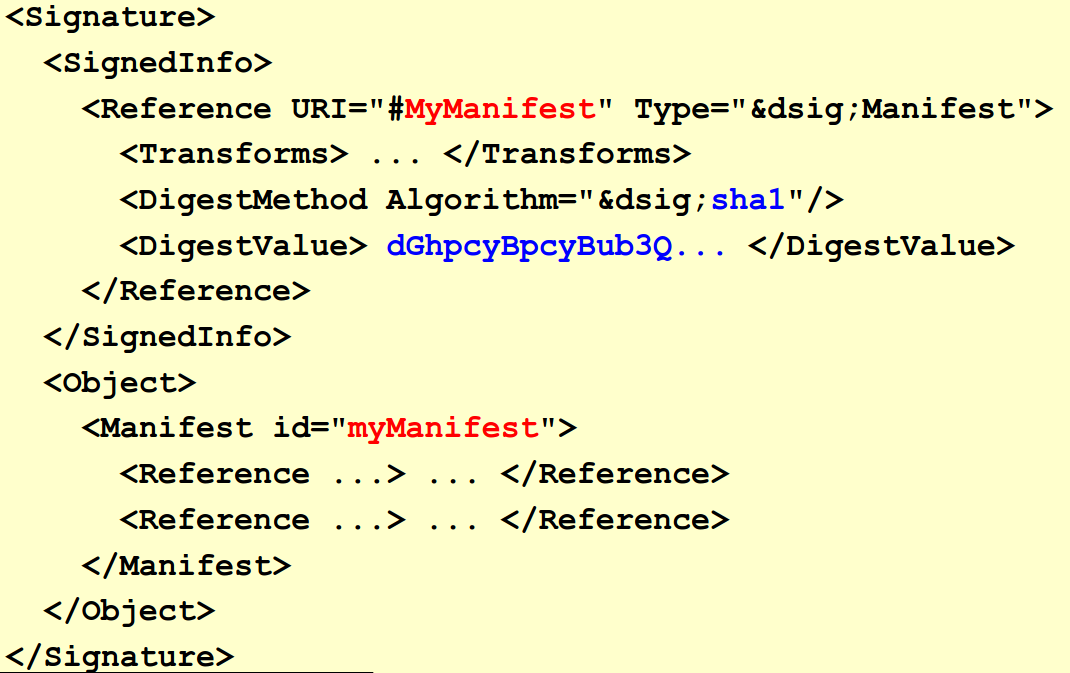 <Signature>
<SignedInfo>
<Reference URI="#MyManifest" Type="&dsig;Manifest">
<Transforms> ... </Transforms>
<DigestMethod Algorithm="&dsig;sha1"/>
<DigestValue> dGhpcyBpcyBub3Q... </DigestValue>
</Reference>
</SignedInfo>
<Object>
<Manifest id="myManifest">
<Reference ...> ... </Reference>
<Reference ...> ... </Reference>
</Manifest>
</Object>
</Signature>